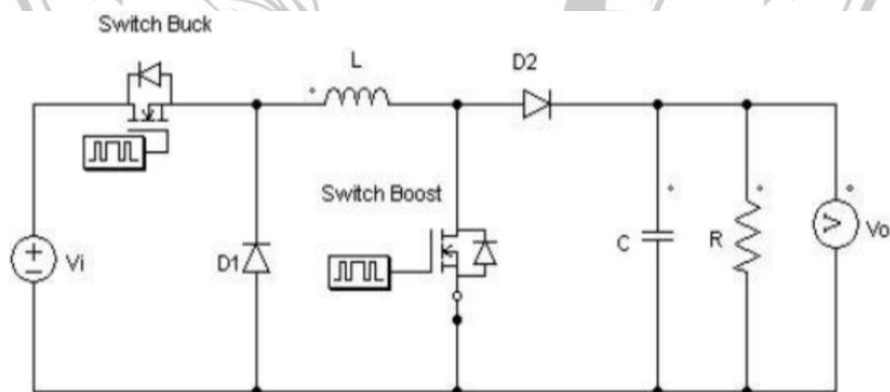 Switch Buck
L
D2
Switch Boost
Vi
D1
C
R
V
Vo